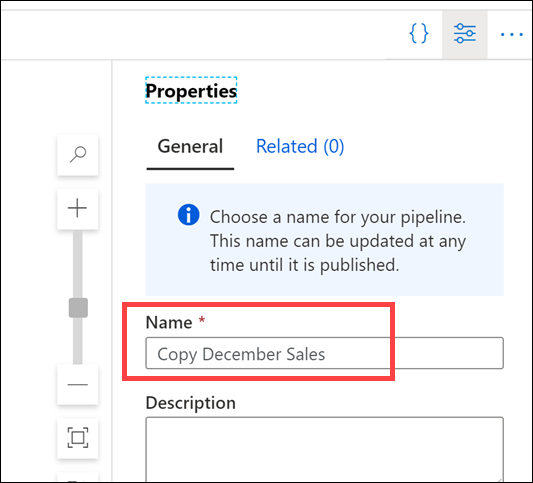 {}
Properties
General Related (0)
Choose a name for your pipeline.
This name can be updated at any
time until it is published.
Name *
Copy December Sales
Description